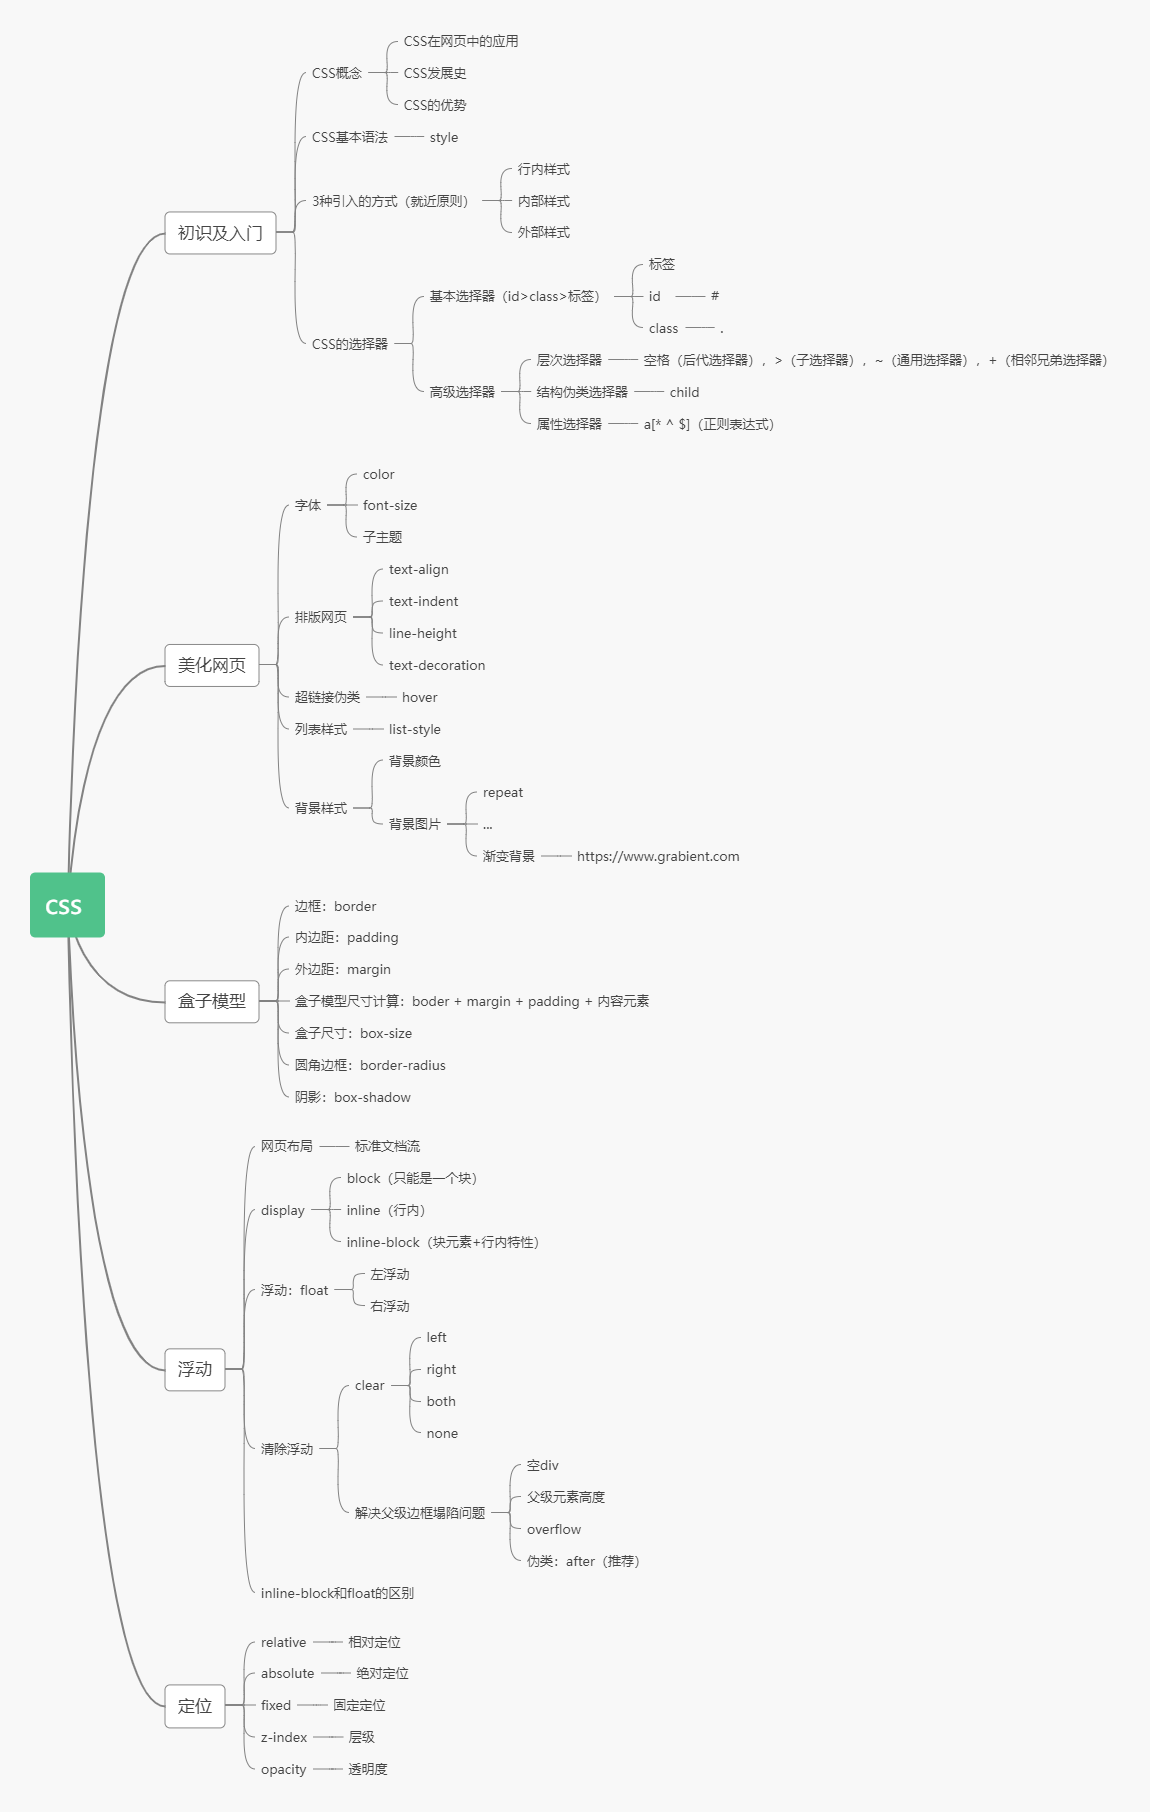 CSS
初识及入门
CSS概念
CSS在网页中的应用
CSS发展史
CSS的优势
CSS基本语法
style
3种引入的方式（就近原则）
行内样式
内部样式
外部样式
CSS的选择器
基本选择器（id>class>标签）
标签
id
#
class
.
高级选择器
层次选择器
空格（后代选择器），>（子选择器），~（通用选择器），+（相邻兄弟选择器）
结构伪类选择器
child
属性选择器
a[* ^ $]（正则表达式）
美化网页
字体
color
font-size
子主题
排版网页
text-align
text-indent
line-height
text-decoration
超链接伪类
hover
列表样式
list-style
背景样式
背景颜色
背景图片
repeat
...
渐变背景
https://www.grabient.com
盒子模型
边框：border
内边距：padding
外边距：margin
盒子模型尺寸计算：boder + margin + padding + 内容元素
盒子尺寸：box-size
圆角边框：border-radius
阴影：box-shadow
浮动
网页布局
标准文档流
display
block（只能是一个块）
inline（行内）
inline-block（块元素+行内特性）
浮动：float
左浮动
右浮动
清除浮动
clear
left
right
both
none
解决父级边框塌陷问题
空div
父级元素高度
overflow
伪类：after（推荐）
inline-block和float的区别
定位
relative
相对定位
absolute
绝对定位
fixed
固定定位
z-index
层级
opacity
透明度